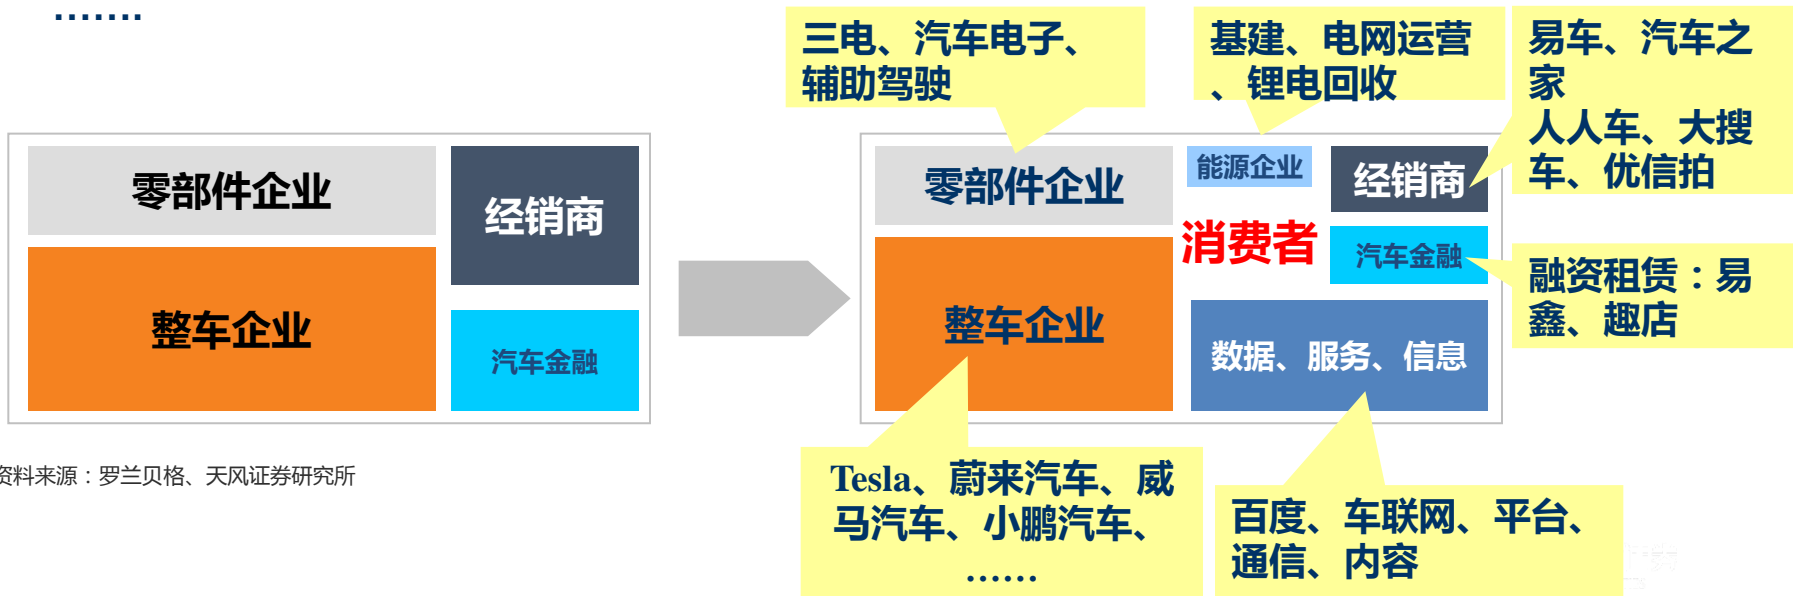 …….
三电、汽车电子、
辅助驾驶
基建、电网运营
、锂电回收
易车、汽车之
家
人人车、大搜
车、优信拍
零部件企业
经销商
整车企业
汽车金融
零部件企业
能源企业
经销商
消费者
汽车金融
整车企业
数据、服务、信息
融资租赁：易
鑫、趣店
资料来源：罗兰贝格、天风证券研究所
Tesla、蔚来汽车、威
马汽车、小鹏汽车、
……
百度、车联网、平台、
通信、内容